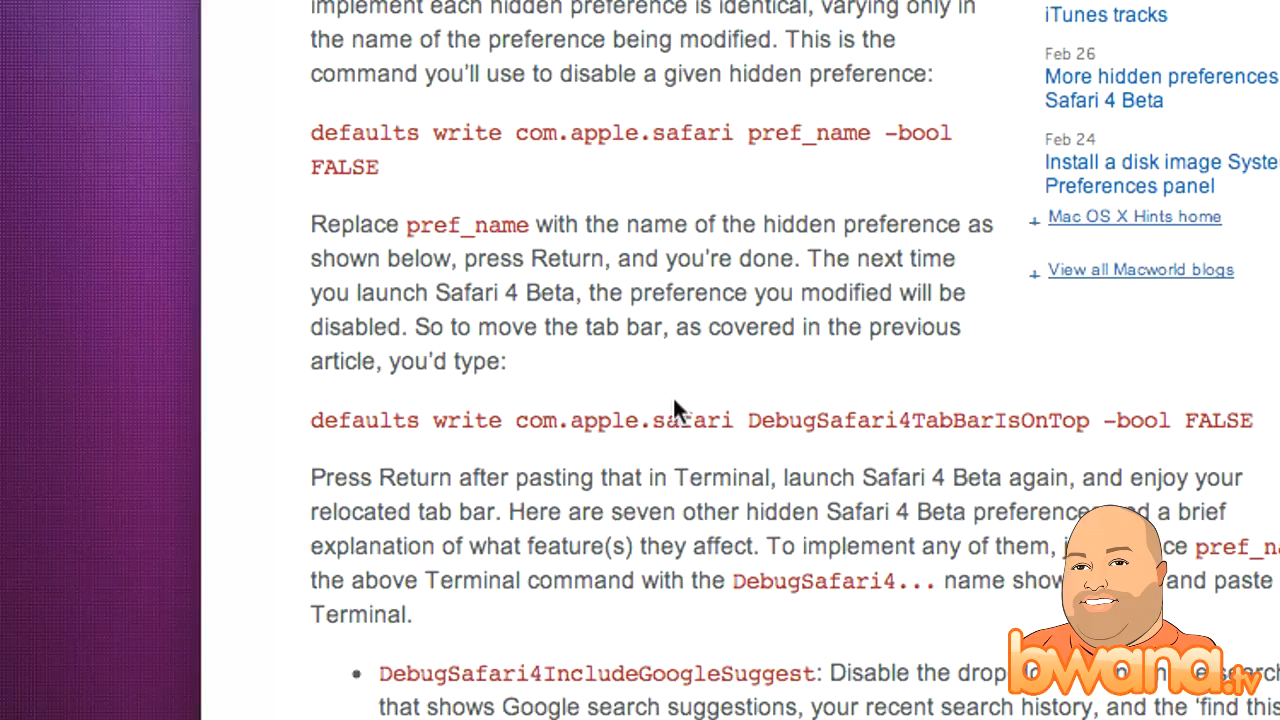 implement each hidden preference is identical, varying only in
the name of the preference being modified. This is the
command you'll use to disable a given hidden preference:
defaults write com.apple.safari pref_name -bool
FALSE
Replace pref_name with the name of the hidden preference as
shown below, press Return, and you're done. The next time
you launch Safari 4 Beta, the preference you modified will be
disabled. So to move the tab bar, as covered in the previous
article, you'd type:
defaults write com.apple.safari DebugSafari4TabBarIsOnTop -bool FALSE
Press Return after pasting that in Terminal, launch Safari 4 Beta again, and enjoy your
relocated tab bar. Here are seven other hidden Safari 4 Beta a brief
explanation of what feature(s) they affect. To implement any of them,
the above Terminal command with the DebugSafari4... name and paste
Terminal.
• DebugSafari4IncludeGoogleSuggest: Disable the
that shows Google search suggestions, your recent search history, and the 'find
iTunes tracks
Feb 26
More hidden preferences
Safari 4 Beta
Feb 24
Install a disk image
Preferences panel
+ Mac OS X Hints home
+ View all Macworld blogs
bwana.tv